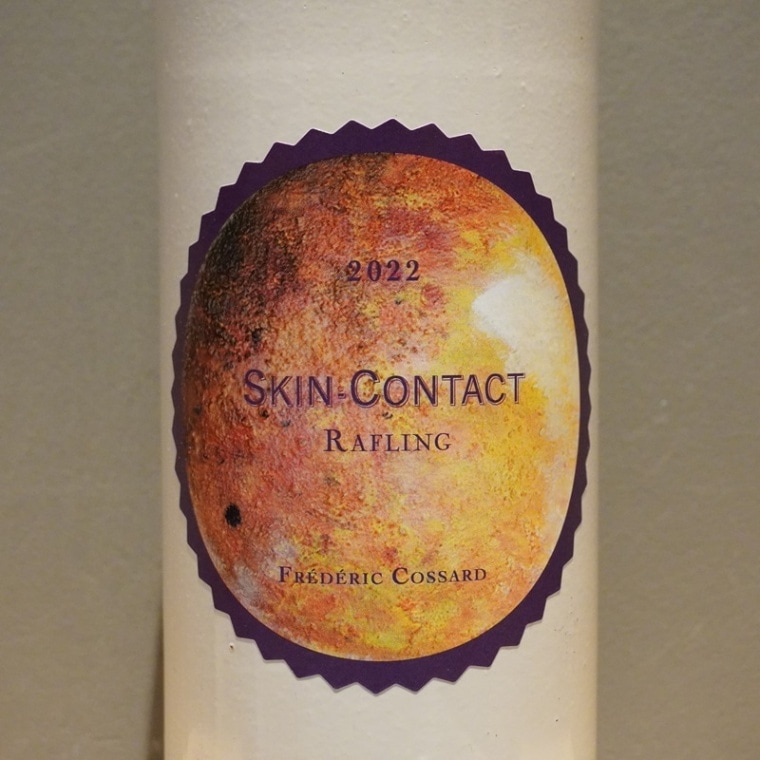 2022
SKIN-CONTACT
RAFLING
FRÉDÉRIC COSSARD